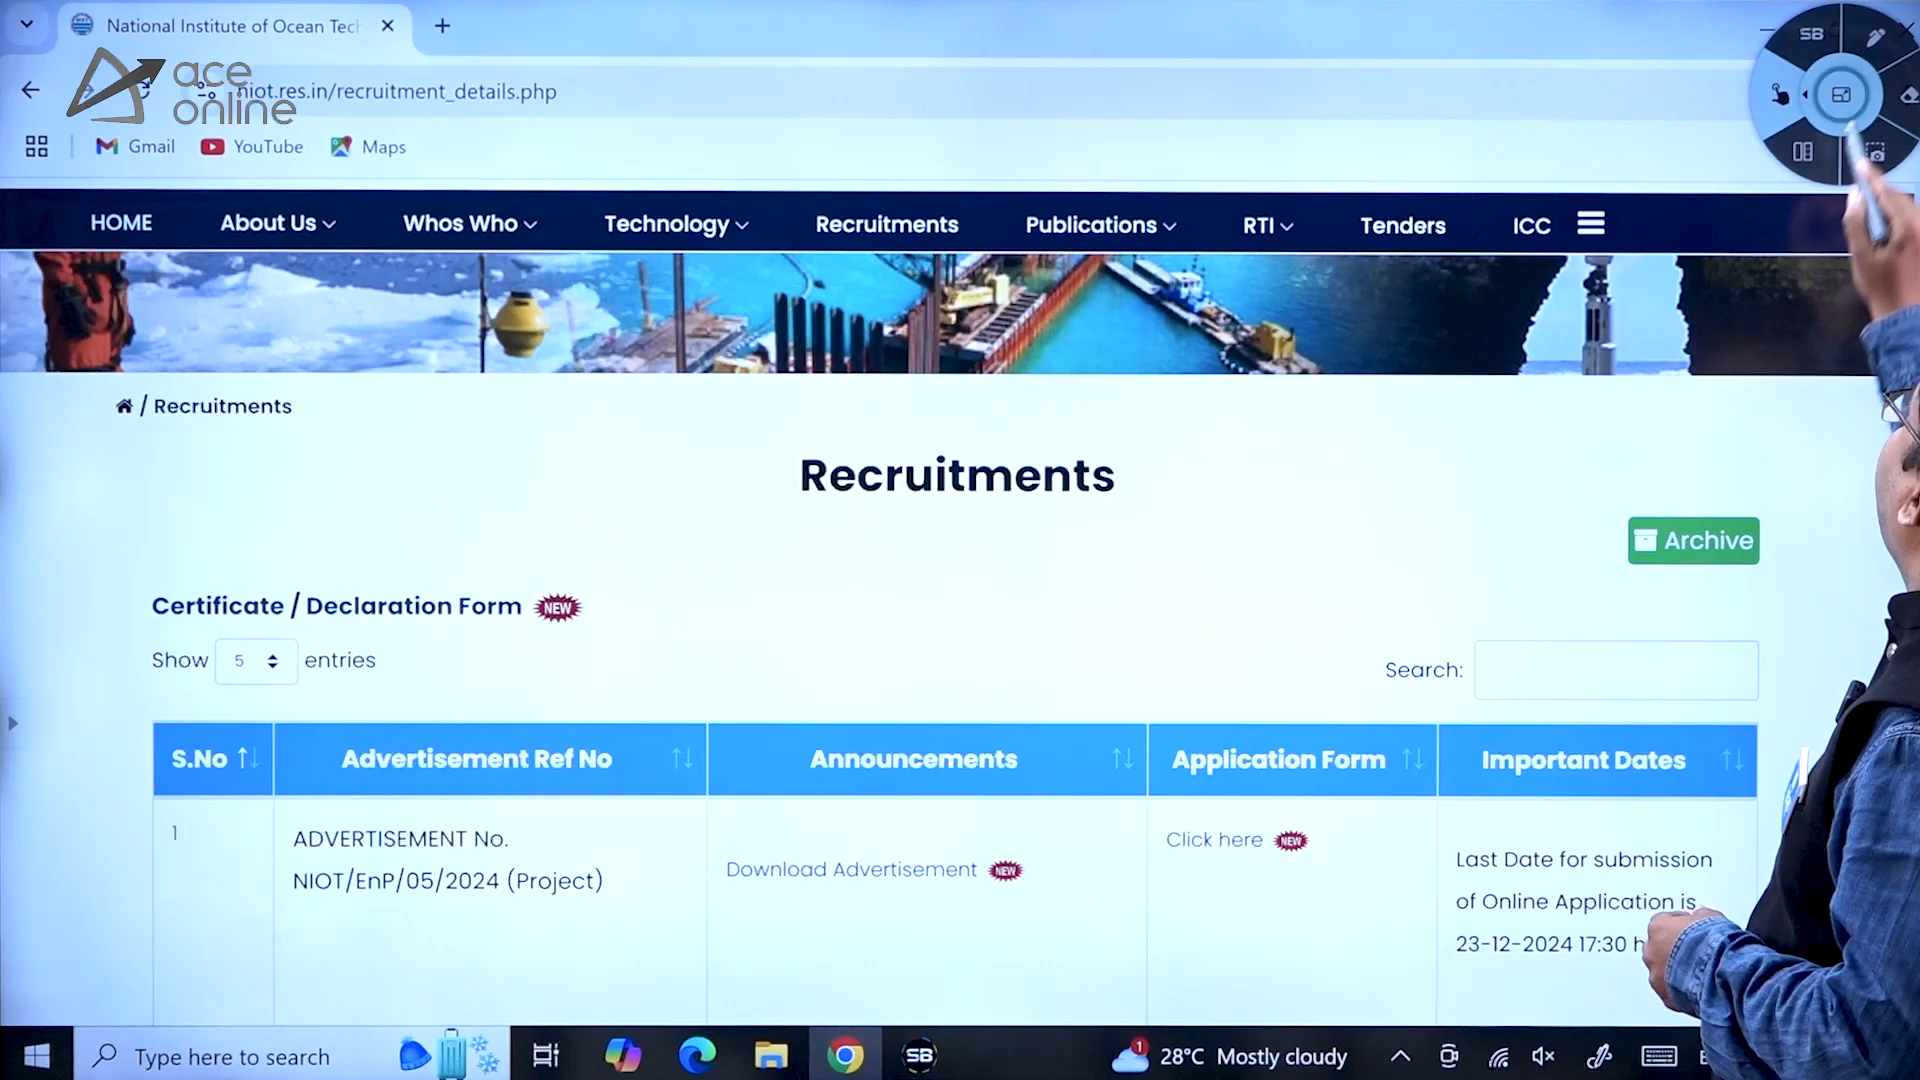 National Institute of Ocean Tec
ace
online
niot.res.in/recruitment_details.php
Gmail
YouTube
Maps
SB
HOME
About Us
Whos Who
Technology
Recruitments
Publications
RTI
Tenders
ICC
/ Recruitments
Recruitments
Archive
Certificate / Declaration Form NEW
Show 5 entries
Search:
S.No
Advertisement Ref No
Announcements
Application Form
Important Dates
1
ADVERTISEMENT No.
NIOT/EnP/05/2024 (Project)
Download Advertisement NEW
Click here NEW
Last Date for submission
of Online Application is
23-12-2024 17:30 h
Type here to search
SB
1
28°C Mostly cloudy